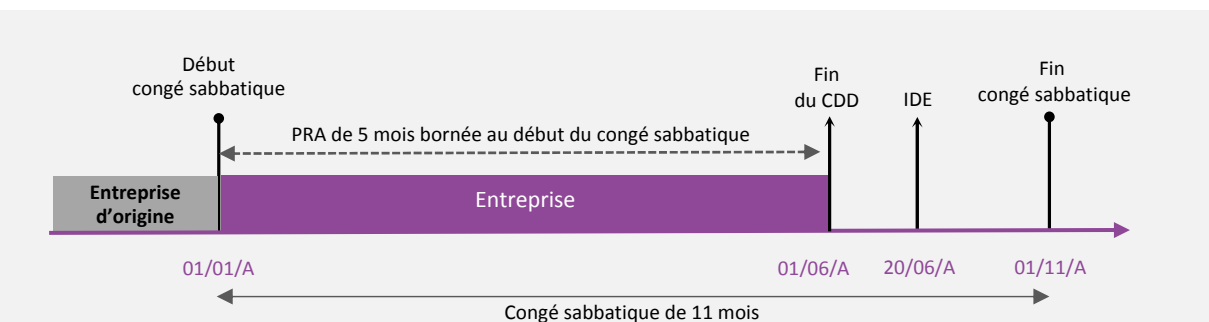 Début
congé sabbatique
Fin
du CDD
IDE
Fin
congé sabbatique
PRA de 5 mois bornée au début du congé sabbatique
Entreprise
d’origine
Entreprise
01/01/A
01/06/A
20/06/A
01/11/A
Congé sabbatique de 11 mois